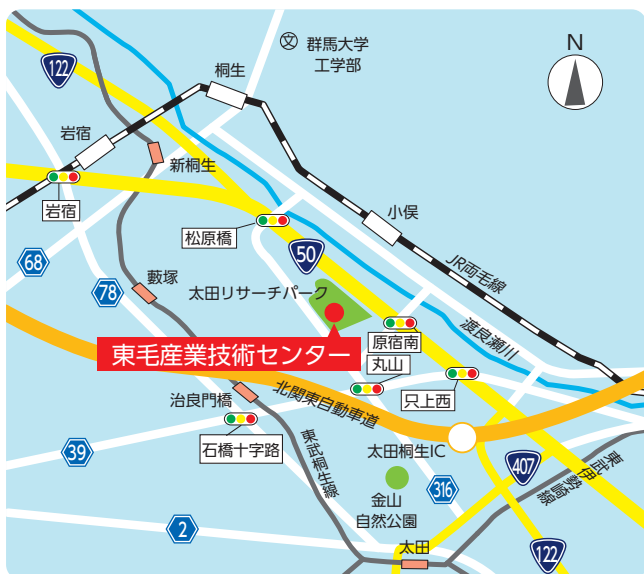 122
文
群馬大学
工学部
N
桐生
岩宿
新桐生
岩宿
小俣
松原橋
50
JR両毛線
68
78
藪塚
太田リサーチパーク
渡良瀬川
原宿南
東毛産業技術センター
丸山
只上西
北関東自動車道
治良門橋
石橋十字路
39
東武桐生線
太田桐生IC
407
東武伊勢崎線
316
金山
自然公園
2
太田
122